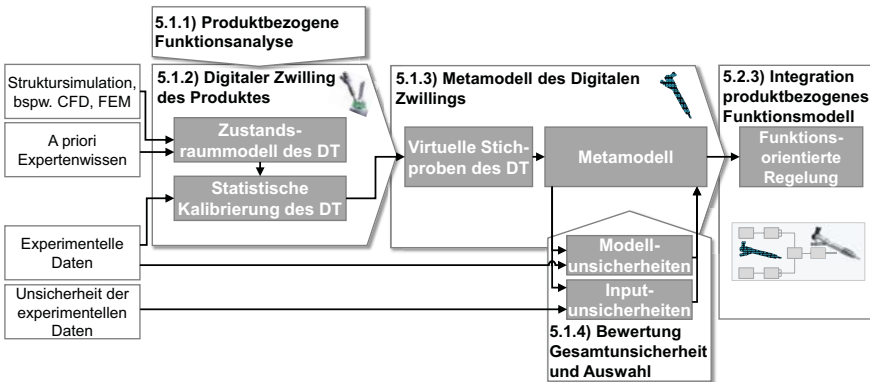 5.1.1) Produktbezogene
Funktionsanalyse
Struktursimulation,
bspw. CFD, FEM
A priori
Expertenwissen
Experimentelle
Daten
Unsicherheit der
experimentellen
Daten
5.1.2) Digitaler Zwilling
des Produktes
Zustands-
raummodell des DT
Statistische
Kalibrierung des DT
5.1.3) Metamodell des Digitalen
Zwillings
Virtuelle Stich-
proben des DT
Metamodell
Modell-
unsicherheiten
Input-
unsicherheiten
5.1.4) Bewertung
Gesamtunsicherheit
und Auswahl
5.2.3) Integration
produktbezogenes
Funktionsmodell
Funktions-
orientierte
Regelung